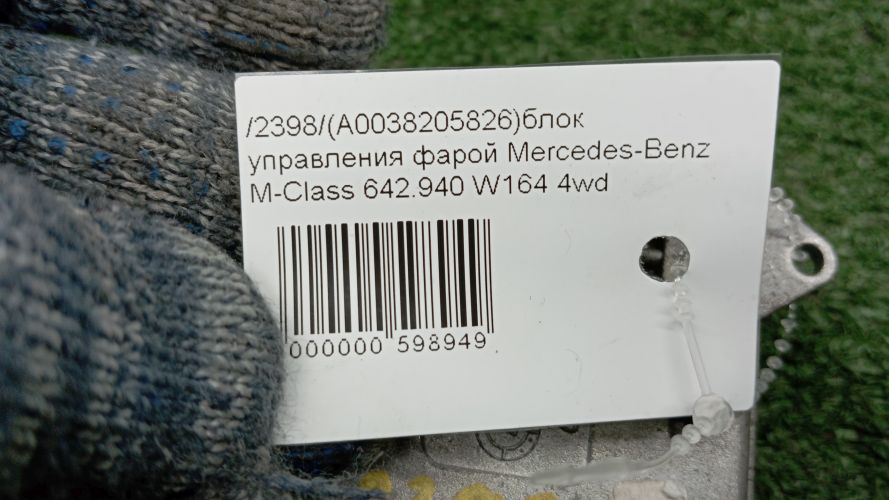 /2398/(A0038205826)блок
управления фарой Mercedes-Benz
M-Class 642.940 W164 4wd
000000 598949